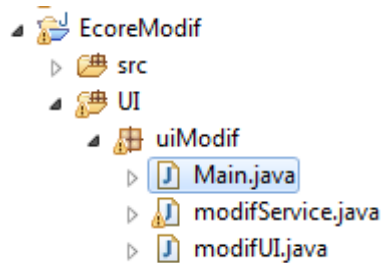 EcoreModif
src
UI
uiModif
Main.java
modifService.java
modifUI.java